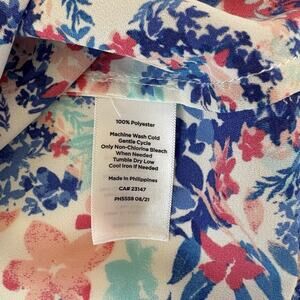 100% Polyester
Machine Wash Cold
Gentle Cycle
Only Non-Chlorine Bleach
When Needed
Tumble Dry Low
Cool Iron If Needed
Made In Philippines
CA# 23147
PH5558 08/21